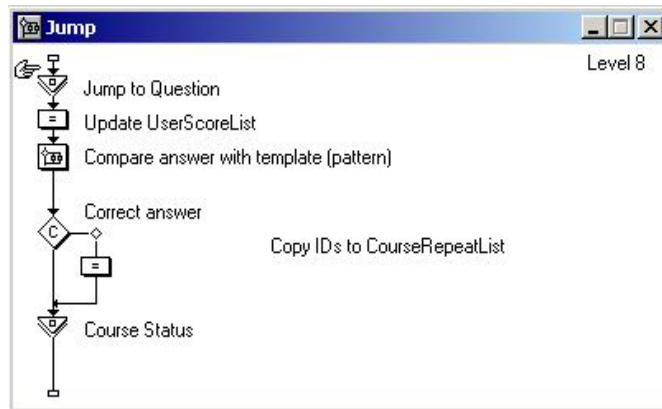 Jump
Level 8
Jump to Question
=
Update UserScoreList
Compare answer with template (pattern)
Correct answer
C
Copy IDs to CourseRepeatList
=
Course Status